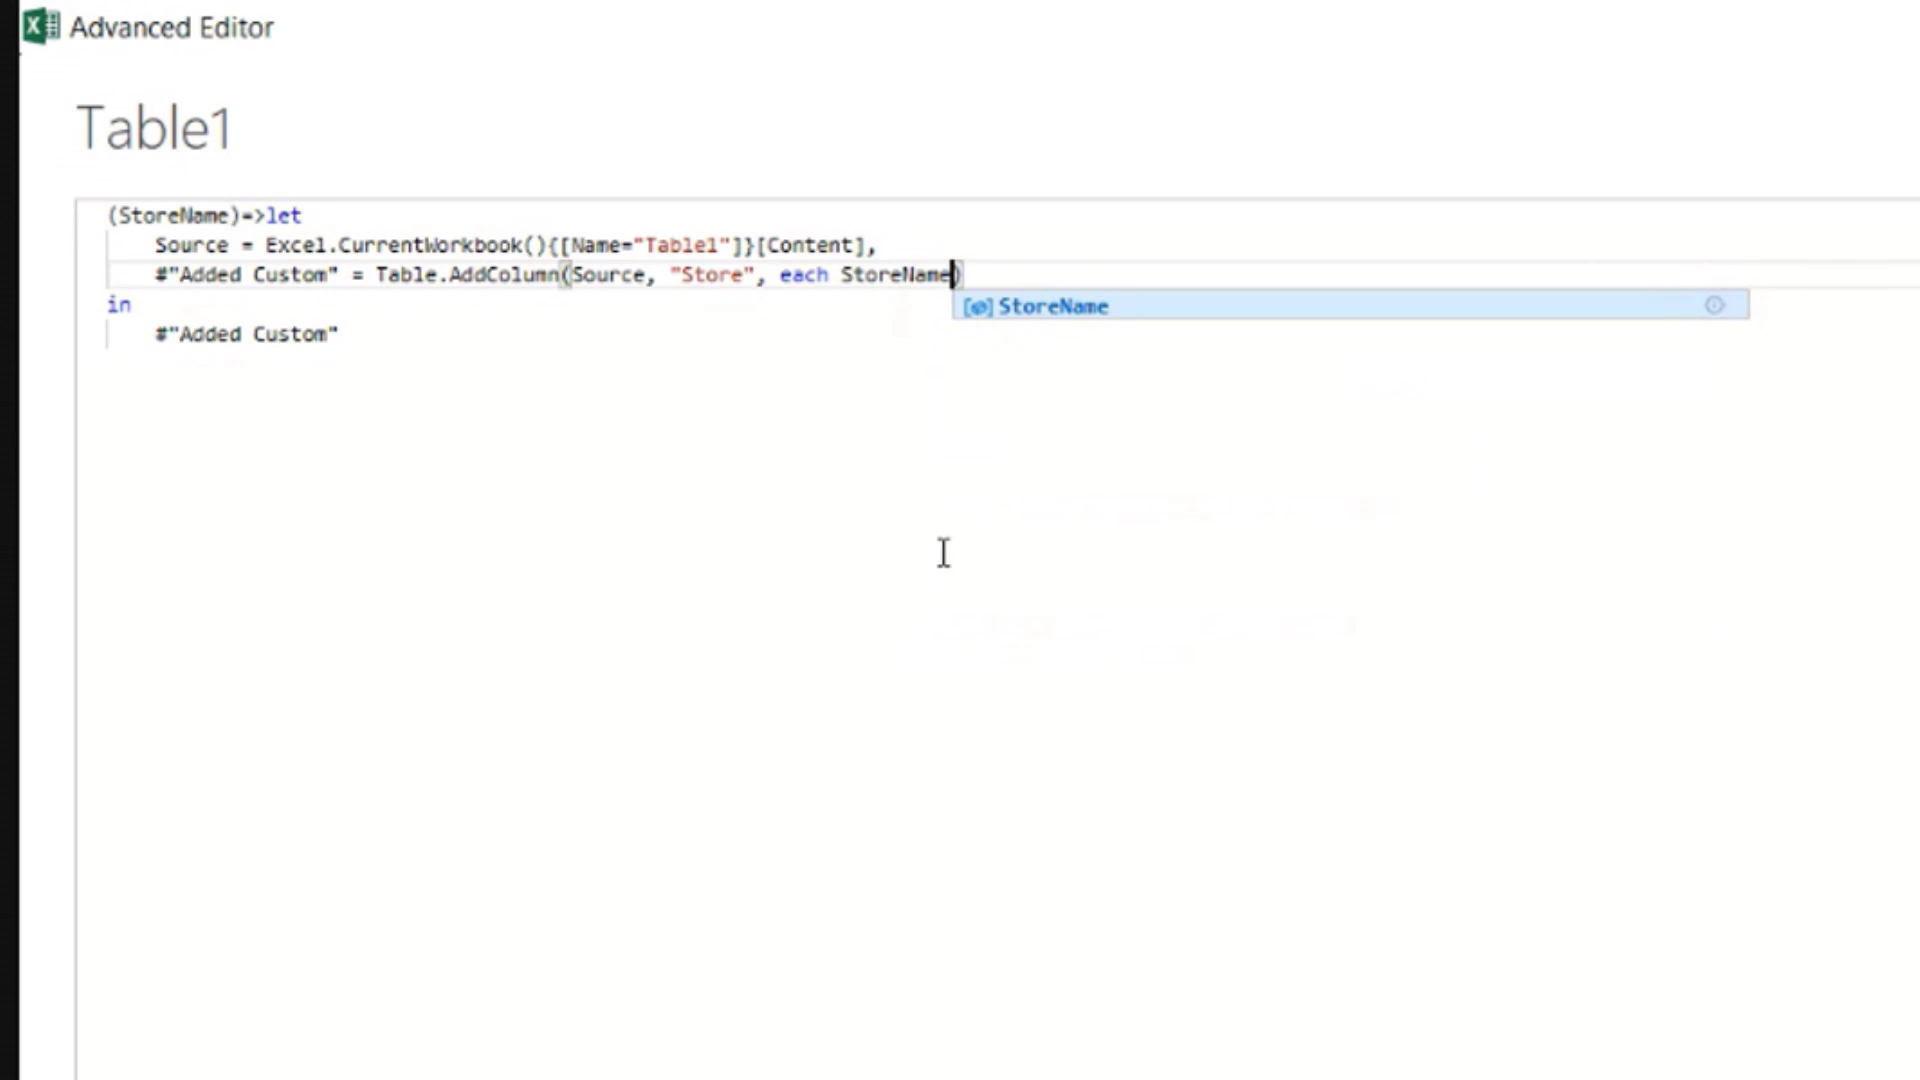 Advanced Editor
Table1
(StoreName)=>let
Source = Excel.CurrentWorkbook(){[Name="Table1"]}[Content],
#"Added Custom" = Table.AddColumn(Source, "Store", each StoreName)
StoreName
in
#"Added Custom"